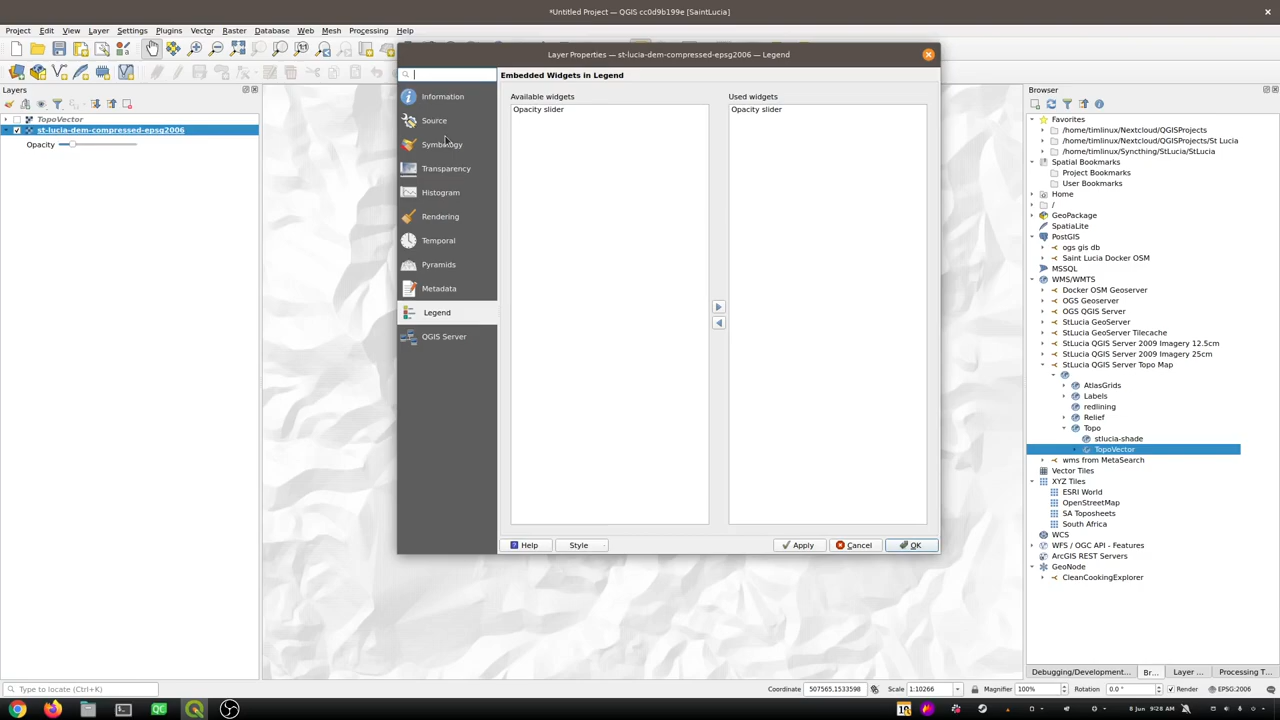 *Untitled Project — QGIS cc0d9b199e [SaintLucia]
Project Edit View Layer Settings Plugins Vector Raster Database Web Mesh Processing Help
Layer Properties — st-lucia-dem-compressed-epsg2006 — Legend
Layers
TopoVector
st-lucia-dem-compressed-epsg2006
Opacity
Information
Source
Symbology
Transparency
Histogram
Rendering
Temporal
Pyramids
Metadata
Legend
QGIS Server
Embedded Widgets in Legend
Available widgets
Opacity slider
Used widgets
Opacity slider
Help
Style
Apply
Cancel
OK
Browser
Favorites
/home/timlinux/Nextcloud/QGISProjects
/home/timlinux/Nextcloud/QGISProjects/St Lucia
/home/timlinux/Syncthing/StLucia/StLucia
Spatial Bookmarks
Project Bookmarks
User Bookmarks
Home
/
GeoPackage
SpatiaLite
PostGIS
ogs gis db
Saint Lucia Docker OSM
MSSQL
WMS/WMTS
Docker OSM Geoserver
OGS Geoserver
OGS QGIS Server
StLucia GeoServer
StLucia GeoServer Tilecache
StLucia QGIS Server 2009 Imagery 12.5cm
StLucia QGIS Server 2009 Imagery 25cm
StLucia QGIS Server Topo Map
AtlasGrids
Labels
redlining
Relief
Topo
stlucia-shade
TopoVector
wms from MetaSearch
Vector Tiles
XYZ Tiles
ESRI World
OpenStreetMap
SA Toposheets
South Africa
WCS
WFS / OGC API - Features
ArcGIS REST Servers
GeoNode
CleanCookingExplorer
Debugging/Development... Br... Layer ... Processing T...
Type to locate (Ctrl+K)
Coordinate 507565,1533598 Scale 1:10266 Magnifier 100% Rotation 0.0 ° Render EPSG:2006
8 Jun 9:28 AM